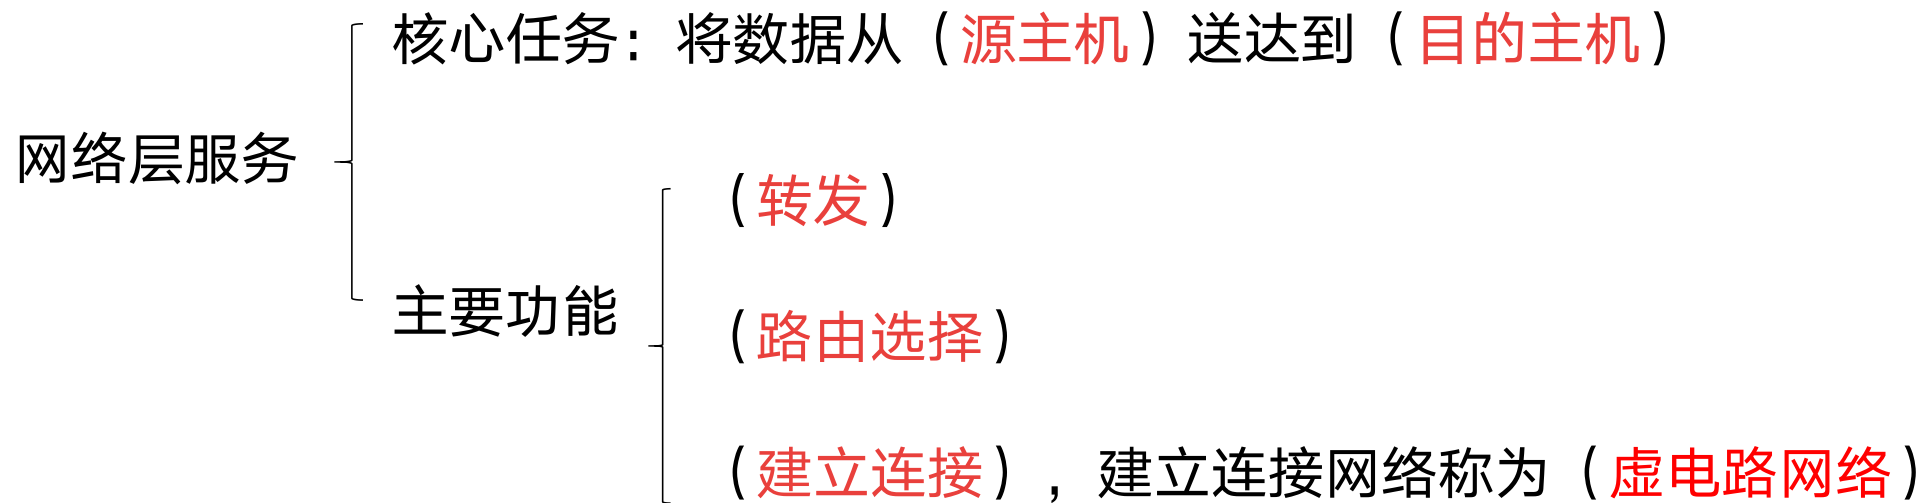 核心任务：将数据从（源主机）送达到（目的主机）
网络层服务
（转发）
主要功能
（路由选择）
（建立连接），建立连接网络称为（虚电路网络）